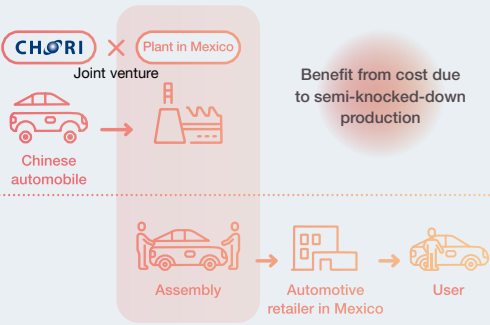 CHORI
Plant in Mexico
Joint venture
Benefit from cost due
to semi-knocked-down
production
Chinese
automobile
Assembly
Automotive
retailer in Mexico
User